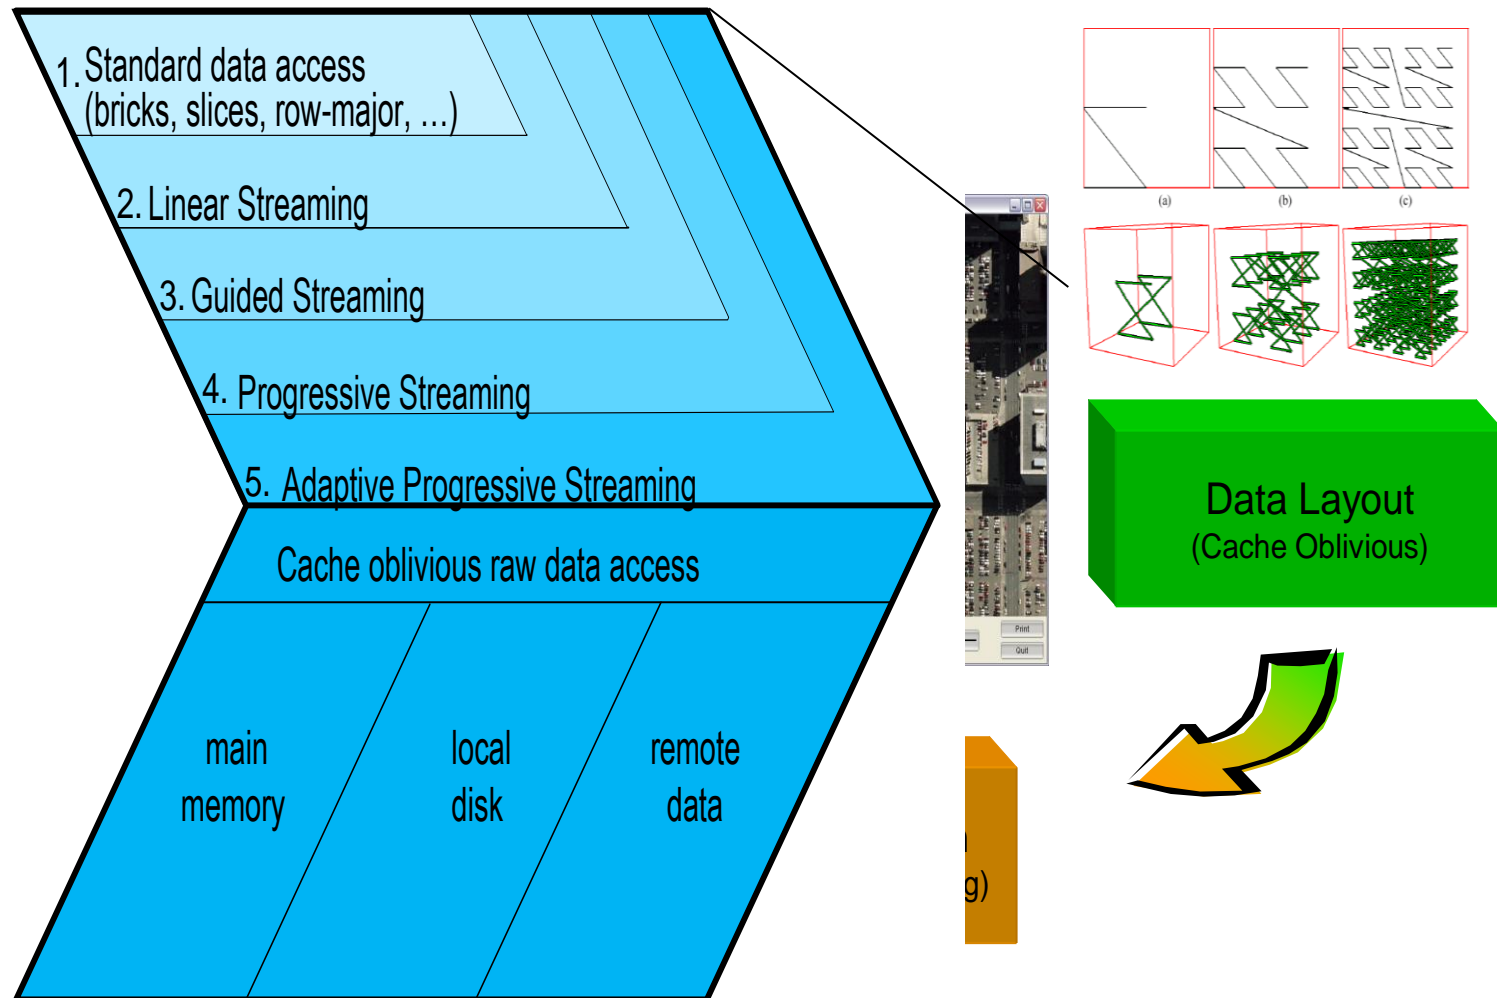 1. Standard data access
(bricks, slices, row-major, …)
2. Linear Streaming
3. Guided Streaming
4. Progressive Streaming
5. Adaptive Progressive Streaming
Cache oblivious raw data access
main
memory
local
disk
remote
data
(a) (b) (c)
Data Layout
(Cache Oblivious)
Print
Quit
g)